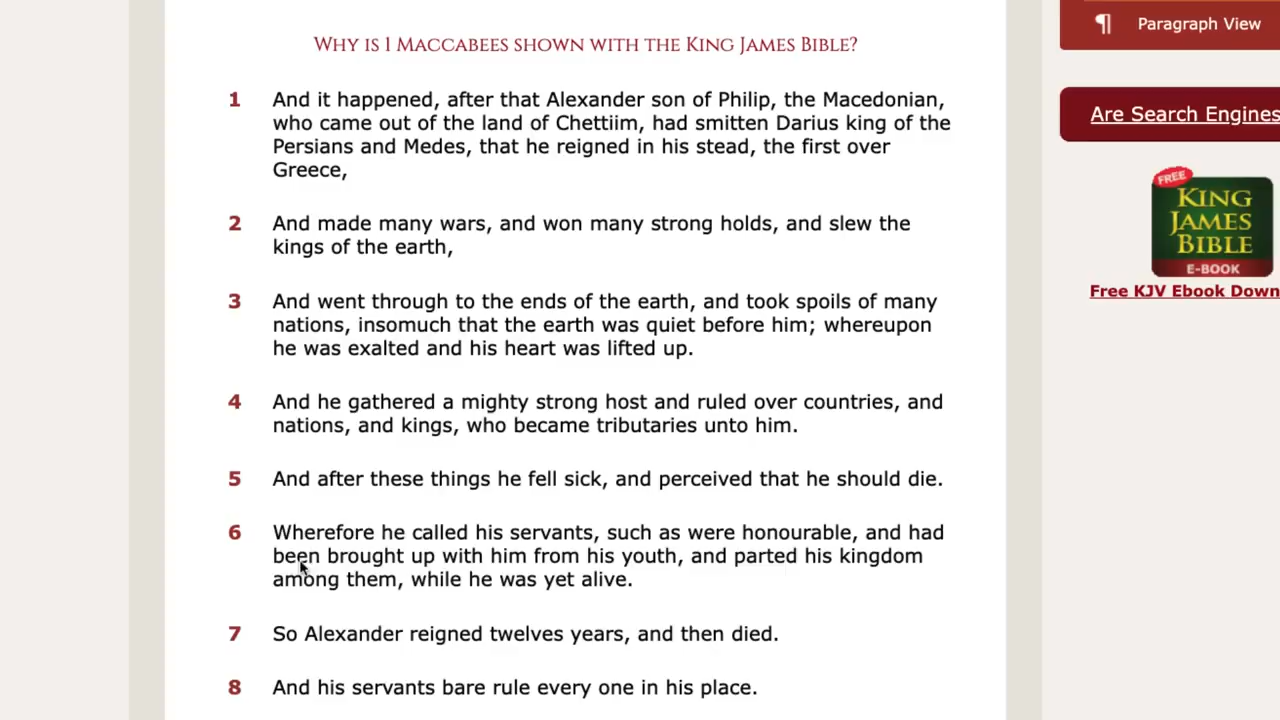 Why is 1 Maccabees shown with the King James Bible?
¶ Paragraph View
1 And it happened, after that Alexander son of Philip, the Macedonian,
who came out of the land of Chettiim, had smitten Darius king of the
Persians and Medes, that he reigned in his stead, the first over
Greece,
Are Search Engines
2 And made many wars, and won many strong holds, and slew the
kings of the earth,
FREE
KING
JAMES
BIBLE
E-BOOK
Free KJV Ebook Down
3 And went through to the ends of the earth, and took spoils of many
nations, insomuch that the earth was quiet before him; whereupon
he was exalted and his heart was lifted up.
4 And he gathered a mighty strong host and ruled over countries, and
nations, and kings, who became tributaries unto him.
5 And after these things he fell sick, and perceived that he should die.
6 Wherefore he called his servants, such as were honourable, and had
been brought up with him from his youth, and parted his kingdom
among them, while he was yet alive.
7 So Alexander reigned twelves years, and then died.
8 And his servants bare rule every one in his place.